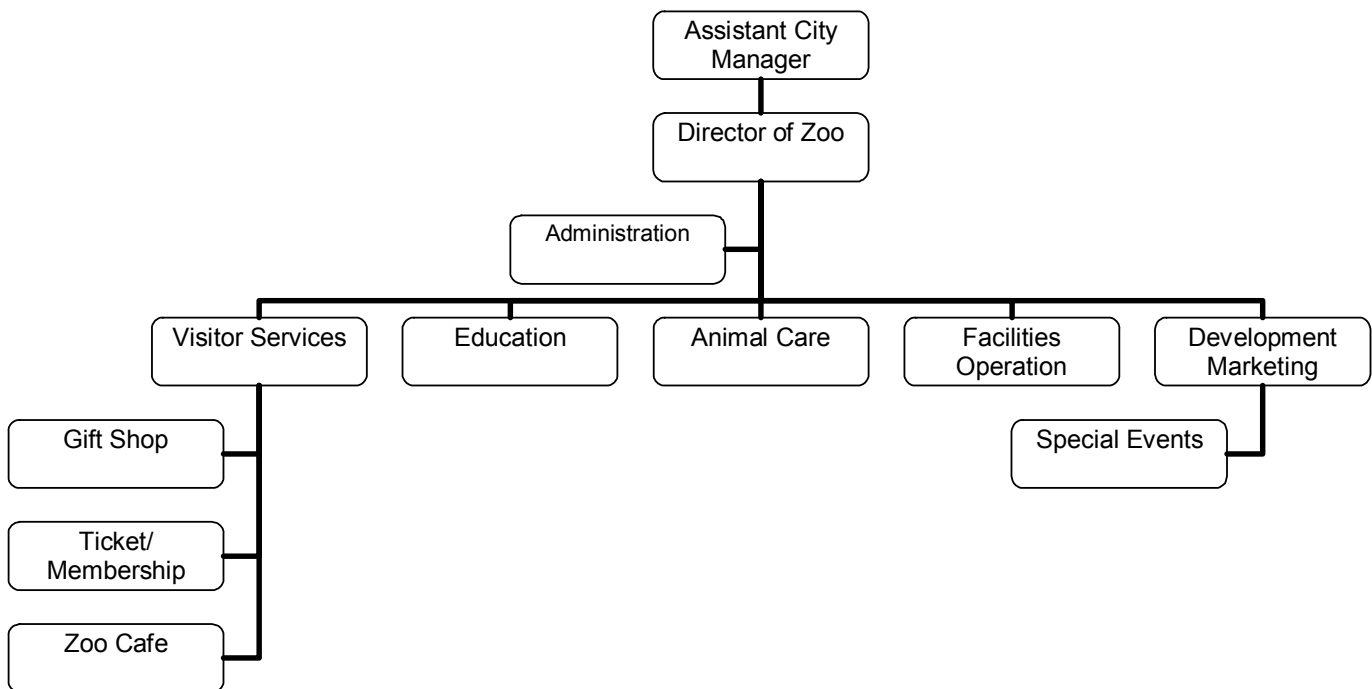 Assistant City
Manager
Director of Zoo
Administration
Visitor Services
Education
Animal Care
Facilities
Operation
Development
Marketing
Gift Shop
Special Events
Ticket/
Membership
Zoo Cafe